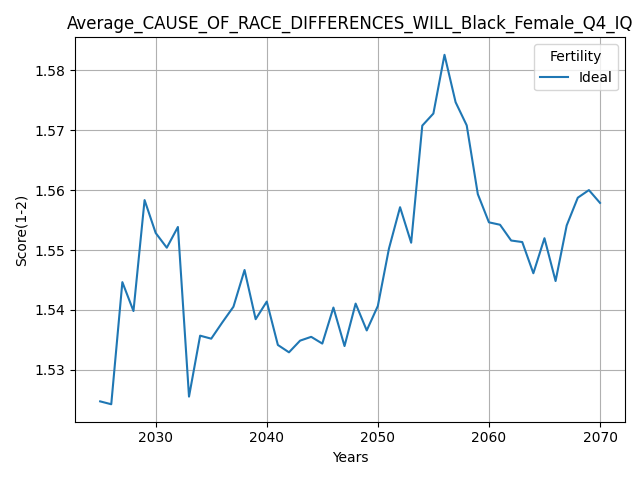 Average_CAUSE_OF_RACE_DIFFERENCES_WILL_Black_Female_Q4_IQ
Fertility
Ideal
1.58
1.57
1.56
1.55
1.54
1.53
Score(1-2)
2030 2040 2050 2060 2070
Years